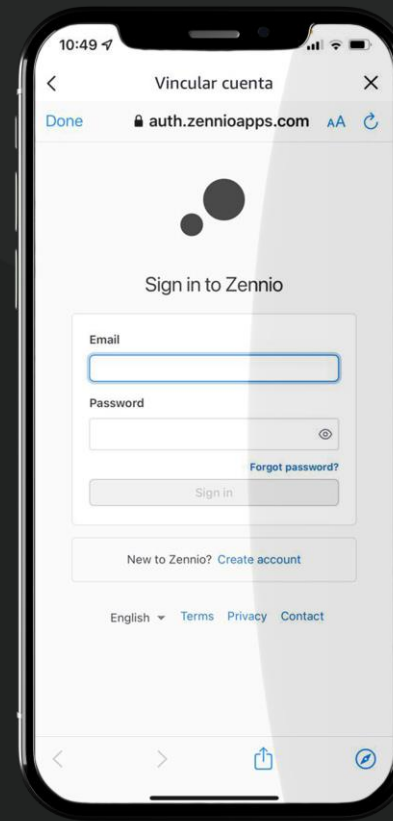 10:49
Vincular cuenta
Done auth.zennioapps.com AA
Sign in to Zennio
Email
Password
Forgot password?
Sign in
New to Zennio? Create account
English Terms Privacy Contact